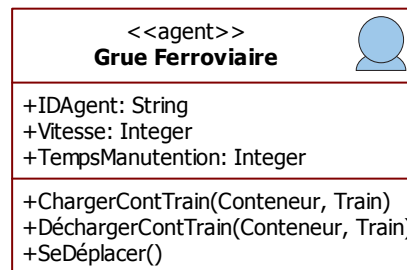 <<agent>>
Grue Ferroviaire
+IDAgent: String
+Vitesse: Integer
+TempsManutention: Integer
+ChargerContTrain(Conteneur, Train)
+DéchargerContTrain(Conteneur, Train)
+SeDéplacer()